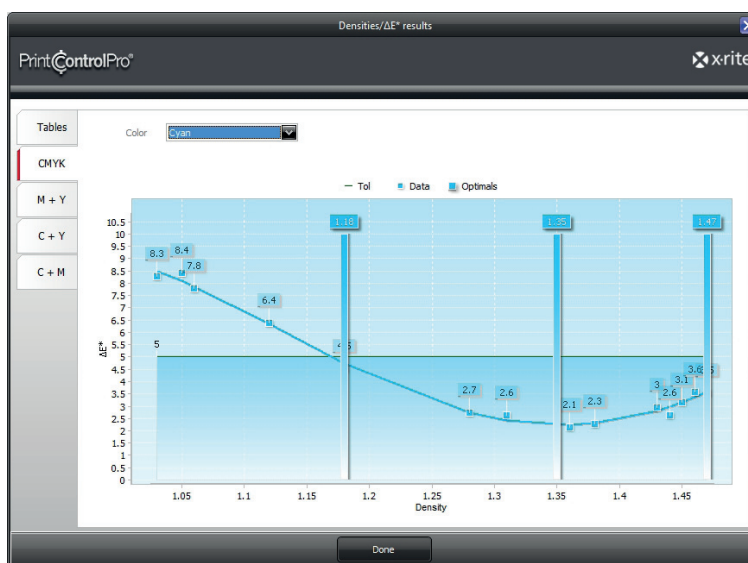 Densities/ΔE* results
PrintControlPro®
x·rite
Tables
CMYK
M + Y
C + Y
C + M
Color Cyan
Tol Data Optimals
1.18 1.35 1.47
10.5
10
9.5
9
8.5
8
7.5
7
6.5
6
5.5
5
4.5
4
3.5
3
2.5
2
1.5
1
0.5
0
ΔE*
8.3 8.4
7.8
6.4
5
2.7 2.6
2.1 2.3
3 2.6 3.1 3.6
1.05 1.1 1.15 1.2 1.25 1.3 1.35 1.4 1.45
Density
Done